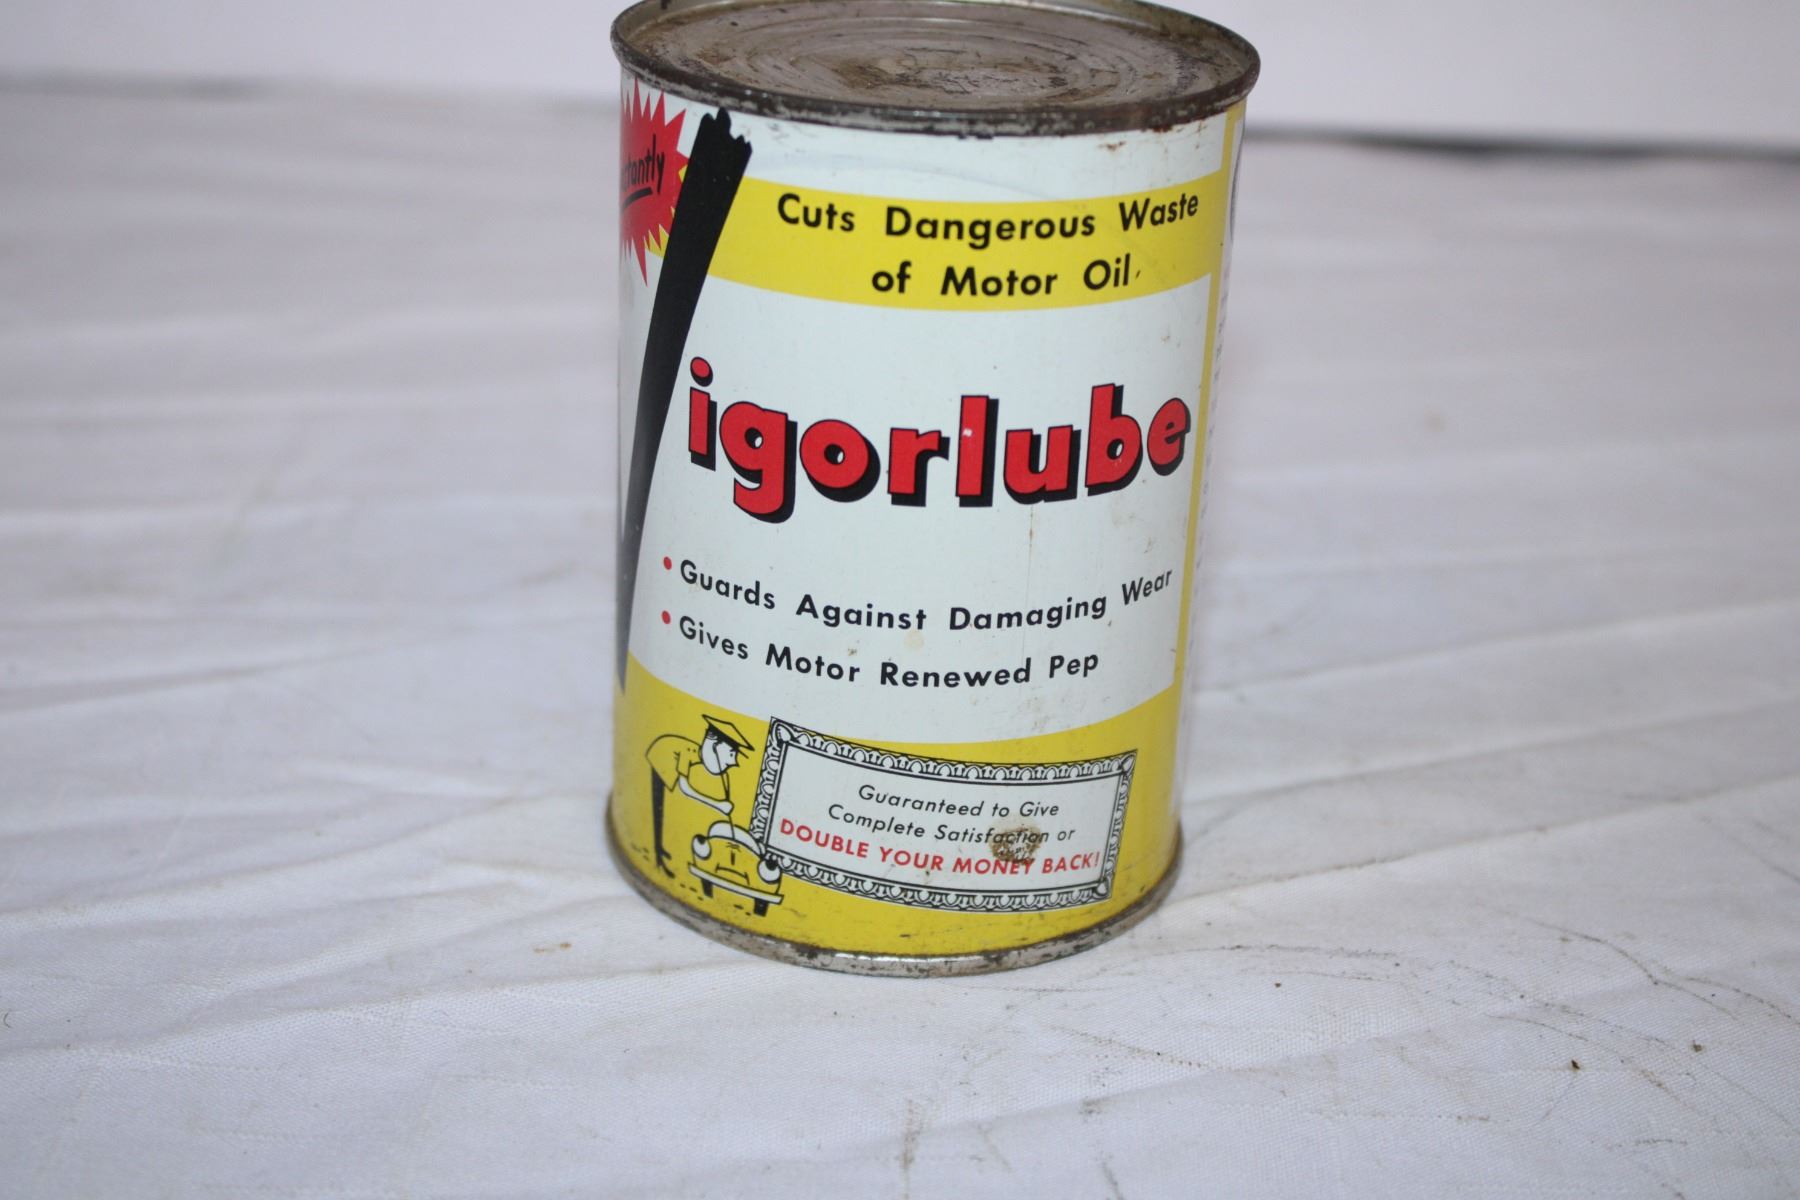 Cuts Dangerous Waste
of Motor Oil
Vigorlube
• Guards Against Damaging Wear
• Gives Motor Renewed Pep
Guaranteed to Give
Complete Satisfaction or
DOUBLE YOUR MONEY BACK!